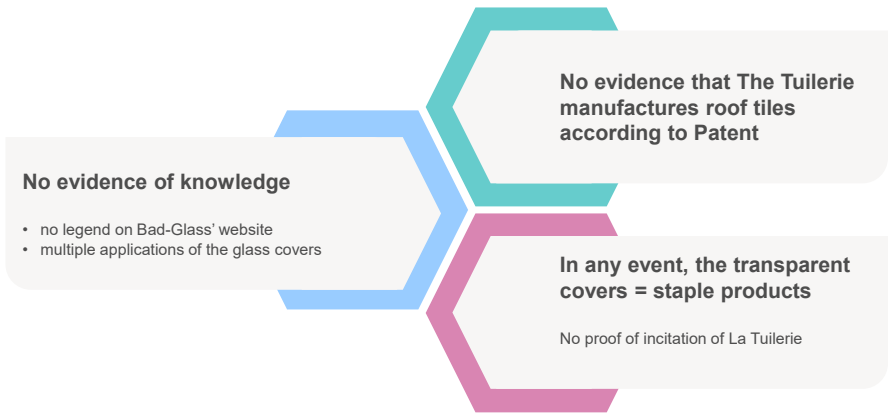 No evidence of knowledge
• no legend on Bad-Glass' website
• multiple applications of the glass covers
No evidence that The Tuilerie
manufactures roof tiles
according to Patent
In any event, the transparent
covers = staple products
No proof of incitation of La Tuilerie